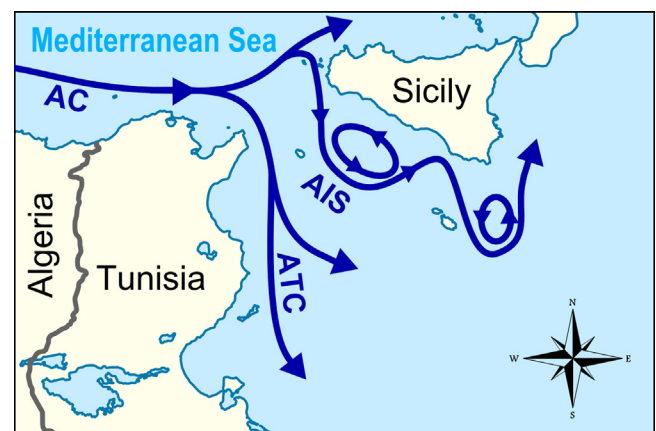 Mediterranean Sea
AC
Sicily
AIS
Algeria
Tunisia
ATC
N
W
E
S